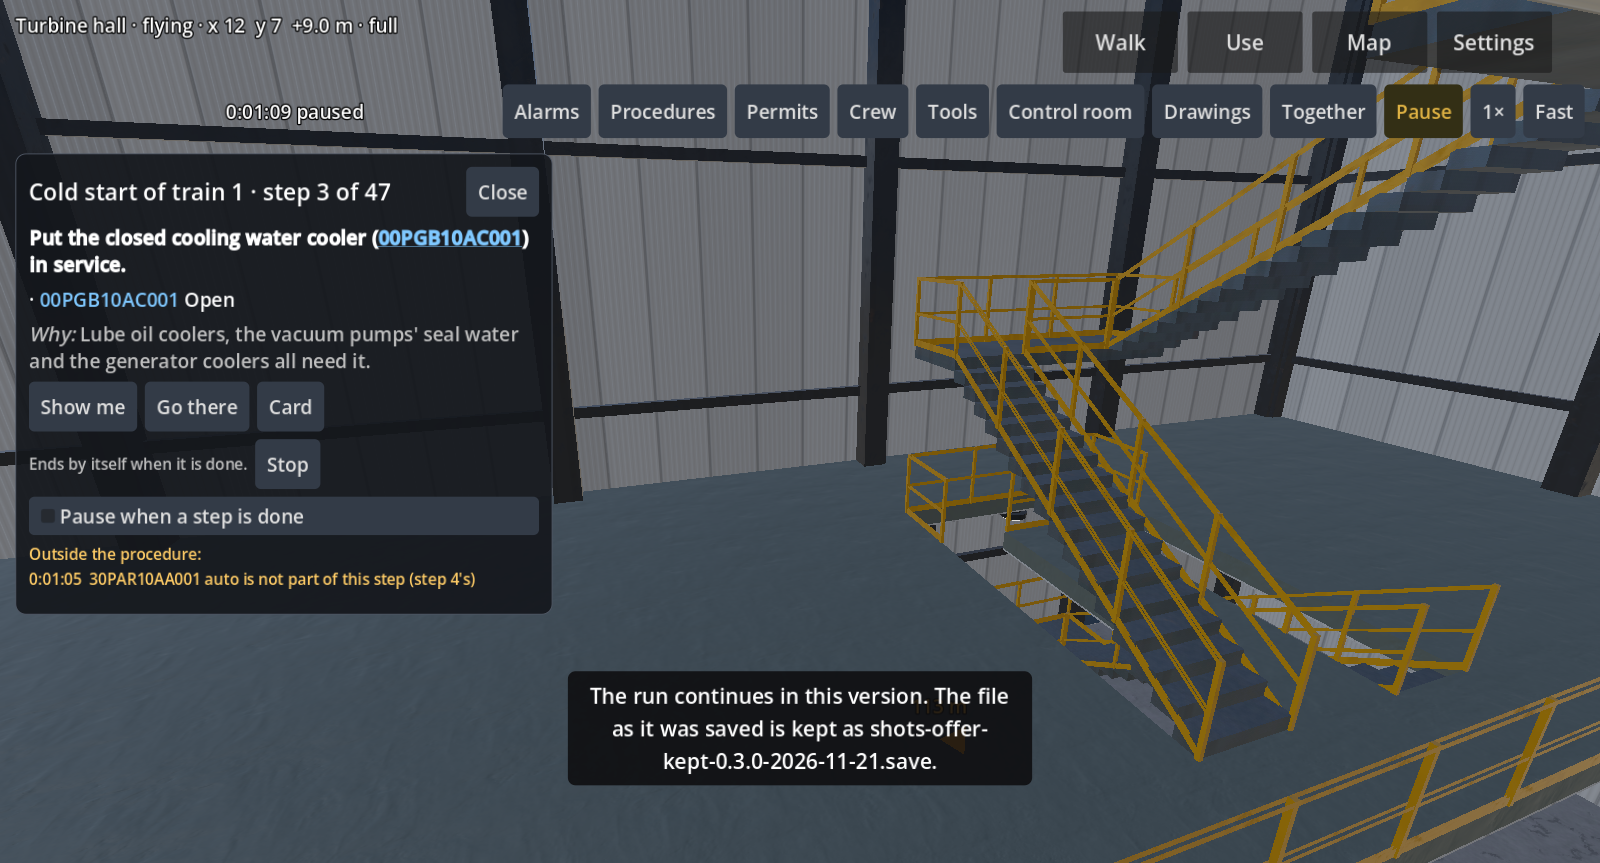 Turbine hall · flying · x 12 y 7 +9.0 m · full
Walk
Use
Map
Settings
0:01:09 paused
Alarms
Procedures
Permits
Crew
Tools
Control room
Drawings
Together
Pause
1×
Fast
Cold start of train 1 · step 3 of 47
Close
Put the closed cooling water cooler (00PGB10AC001)
in service.
· 00PGB10AC001 Open
Why: Lube oil coolers, the vacuum pumps' seal water
and the generator coolers all need it.
Show me
Go there
Card
Ends by itself when it is done.
Stop
Pause when a step is done
Outside the procedure:
0:01:05 30PAR10AA001 auto is not part of this step (step 4's)
The run continues in this version. The file
as it was saved is kept as shots-offer-
kept-0.3.0-2026-11-21.save.